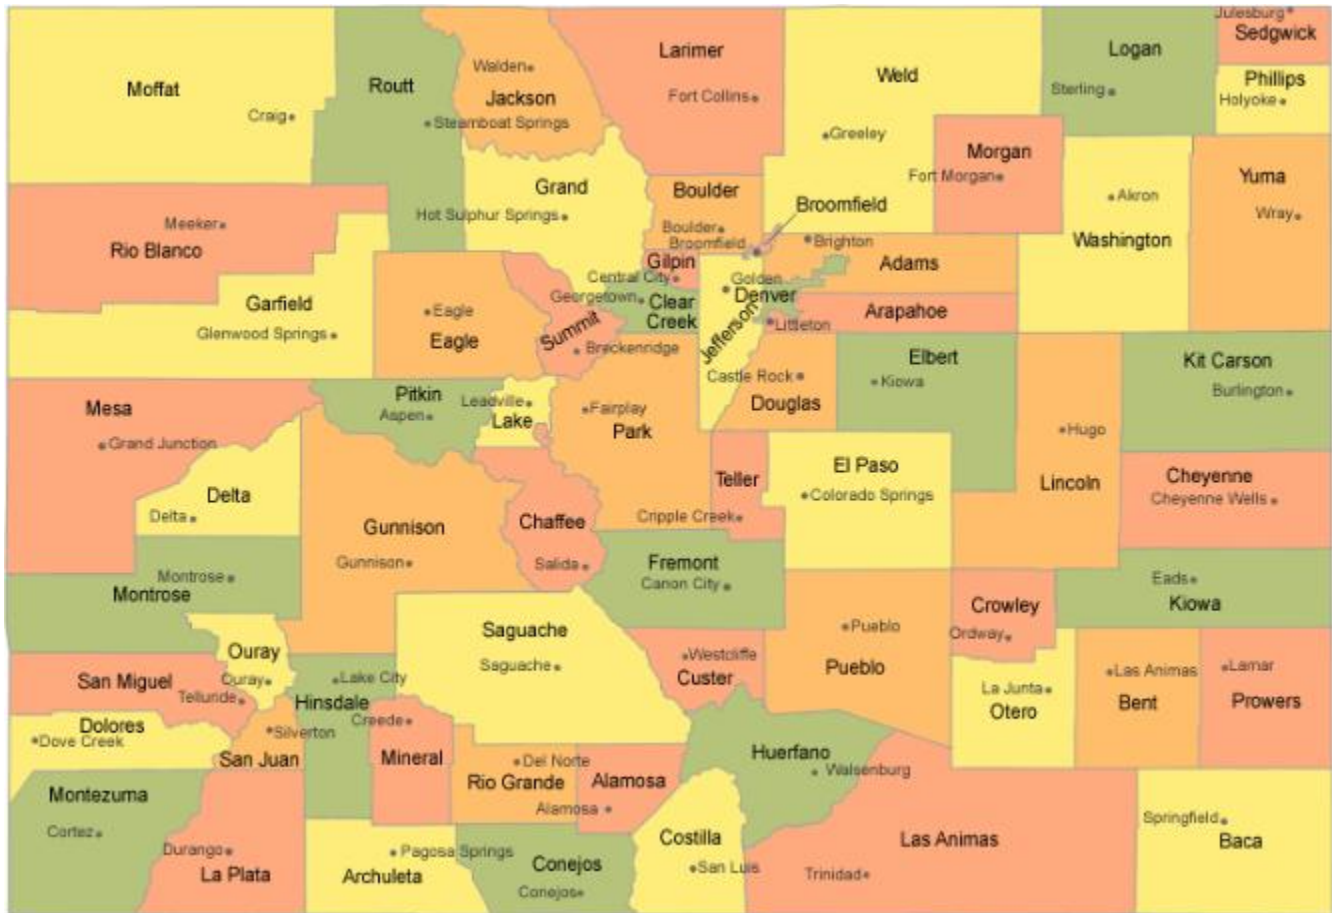 Julesburg
Sedgwick
Larimer
Logan
Walden
Weld
Phillips
Moffat
Routt
Jackson
Fort Collins
Sterling
Holyoke
Craig
Steamboat Springs
Greeley
Morgan
Grand
Boulder
Fort Morgan
Akron
Yuma
Hot Sulphur Springs
Broomfield
Wray
Meeker
Boulder
Rio Blanco
Broomfield
Brighton
Washington
Gilpin
Adams
Central City
Golden
Garfield
Georgetown
Clear
Creek
Denver
Eagle
Arapahoe
Glenwood Springs
Summit
Littleton
Eagle
Breckenridge
Jefferson
Elbert
Kit Carson
Castle Rock
Kiowa
Burlington
Pitkin
Mesa
Leadville
Douglas
Aspen
Fairplay
Lake
Park
Hugo
Grand Junction
El Paso
Teller
Lincoln
Cheyenne
Delta
Colorado Springs
Cheyenne Wells
Delta
Gunnison
Chaffee
Cripple Creek
Gunnison
Salida
Fremont
Montrose
Canon City
Eads
Montrose
Crowley
Kiowa
Saguache
Pueblo
Ordway
Ouray
Westcliffe
Saguache
Pueblo
Lamar
San Miguel
Ouray
Lake City
Custer
Las Animas
Telluride
Hinsdale
La Junta
Otero
Bent
Prowers
Dolores
Creede
Dove Creek
Silverton
San Juan
Mineral
Huerfano
Del Norte
Rio Grande
Alamosa
Walsenburg
Montezuma
Alamosa
Springfield
Cortez
Costilla
Las Animas
Baca
Durango
Pagosa Springs
La Plata
Archuleta
Conejos
San Luis
Trinidad
Conejos